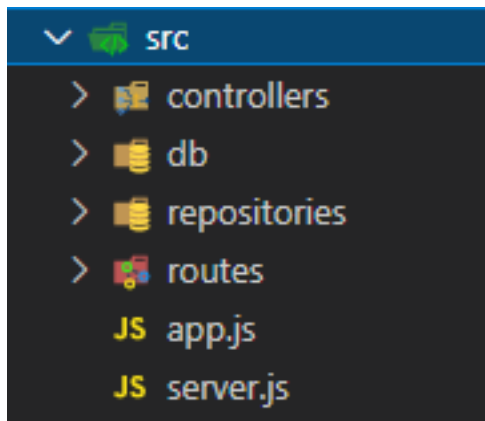 src
controllers
db
repositories
routes
JS app.js
JS server.js